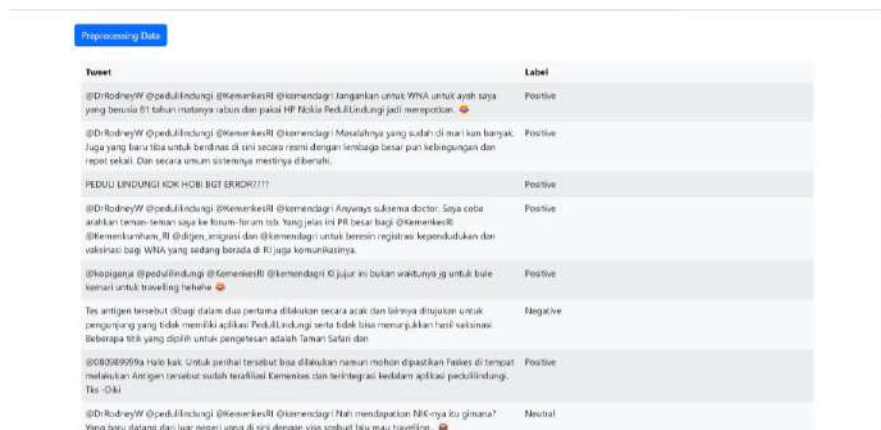 Preprocessing Data
Tweet Label
@DrRodneyW @pedulilindungi @KemenkesRI @kemendagri Jangankan untuk WNA untuk ayah saya Positive
yang berusia 81 tahun matanya rabun dan pakai HP Nokia PeduliLindungi jadi merepotkan. 😂
@DrRodneyW @pedulilindungi @KemenkesRI @kemendagri Masalahnya yang sudah di mari kan banyak. Positive
Juga yang baru tiba untuk berdinas di sini secara resmi dengan lembaga besar pun kebingungan dan
repot sekali. Dan secara umum sistemnya mestinya dibenahi.
PEDULI LINDUNGI KOK HOBI BGT ERROR???? Positive
@DrRodneyW @pedulilindungi @KemenkesRI @kemendagri Anyways suksema doctor. Saya coba Positive
arahkan teman-teman saya ke forum-forum tsb. Yang jelas ini PR besar bagi @KemenkesRI
@Kemenkumham_RI @ditjen_imigrasi dan @kemendagri untuk beresin registrasi kependudukan dan
vaksinasi bagi WNA yang sedang berada di RI juga komunikasinya.
@kopiganja @pedulilindungi @KemenkesRI @kemendagri jujur ini bukan waktunya jg untuk bule Positive
kemari untuk travelling hehehe 😂
Tes antigen tersebut dibagi dalam dua pertama dilakukan secara acak dan lainnya ditujukan untuk Negative
pengunjung yang tidak memiliki aplikasi PeduliLindungi serta tidak bisa menunjukkan hasil vaksinasi
Beberapa titik yang dipilih untuk pengetesan adalah Taman Safari dan
@080989999a Halo kak. Untuk perihal tersebut bisa dilakukan namun mohon dipastikan Faskes di tempat Positive
melakukan Antigen tersebut sudah terafiliasi Kemenkes dan terintegrasi kedalam aplikasi pedulilindungi.
Tks -Diki
@DrRodneyW @pedulilindungi @KemenkesRI @kemendagri Nah mendapatkan NIK-nya itu gimana? Neutral
Yang baru datang dari luar negeri yang di sini dengan visa sosbud lalu mau travelling..